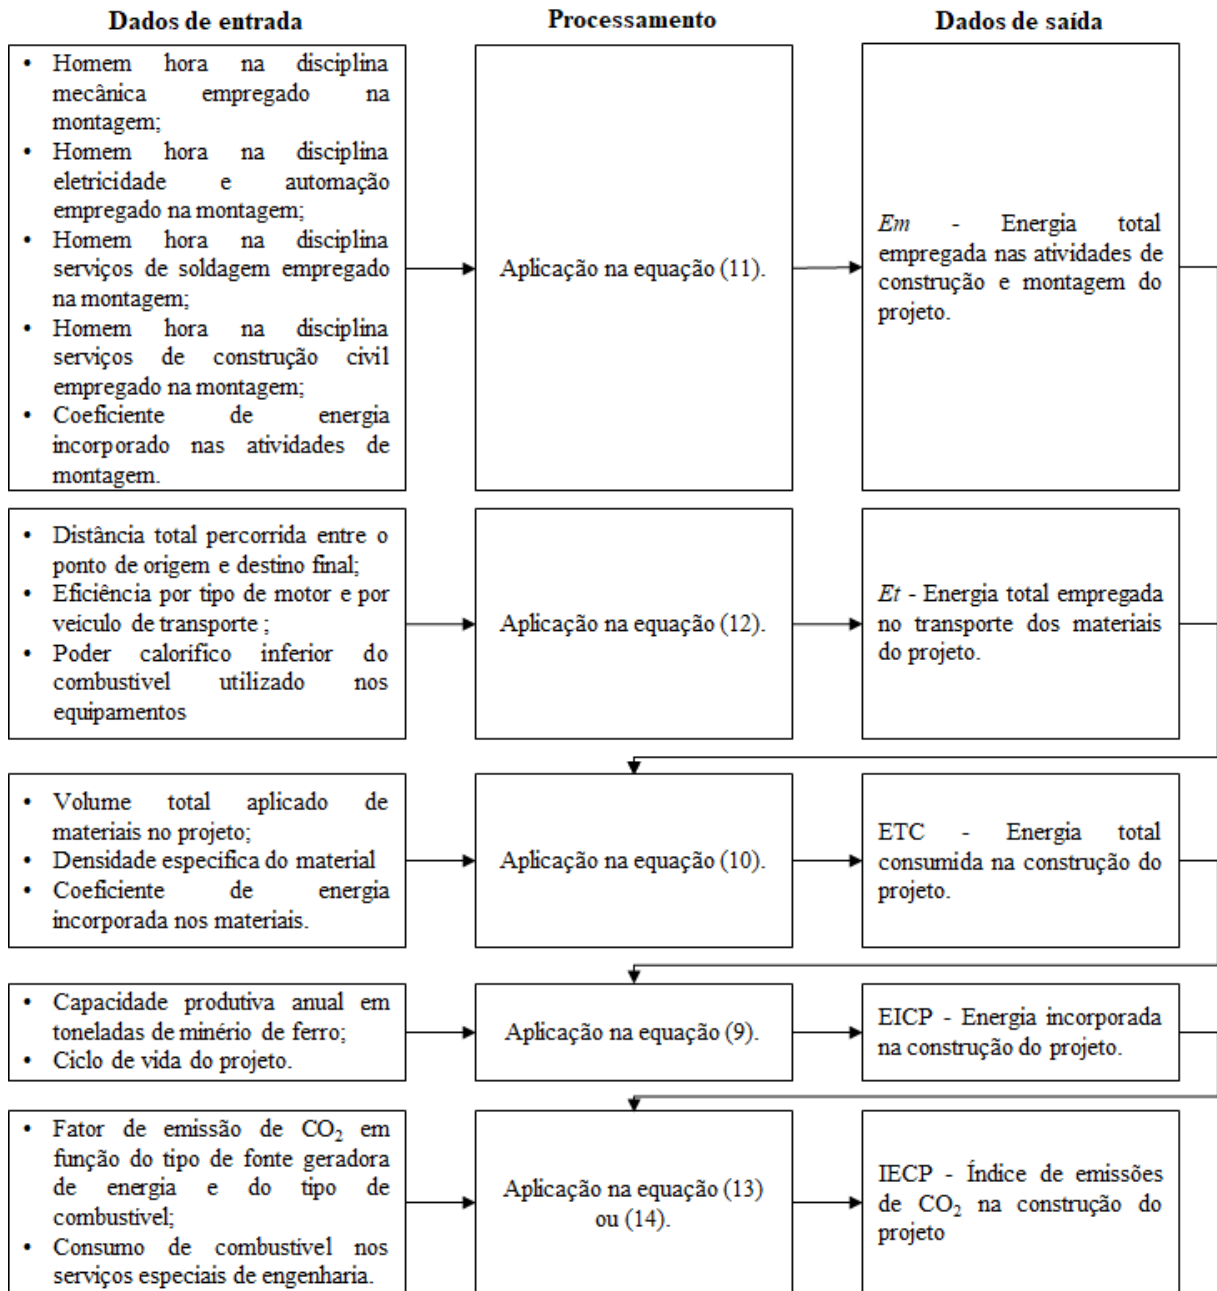 Dados de entrada
Processamento
Dados de saída
• Homem hora na disciplina
mecânica empregado na
montagem;
• Homem hora na disciplina
eletricidade e automação
empregado na montagem;
• Homem hora na disciplina
serviços de soldagem empregado
na montagem;
• Homem hora na disciplina
serviços de construção civil
empregado na montagem;
• Coeficiente de energia
incorporado nas atividades de
montagem.
Aplicação na equação (11).
Em - Energia total
empregada nas atividades de
construção e montagem do
projeto.
• Distância total percorrida entre o
ponto de origem e destino final;
• Eficiência por tipo de motor e por
veículo de transporte ;
• Poder calorífico inferior do
combustível utilizado nos
equipamentos
Aplicação na equação (12).
Et - Energia total empregada
no transporte dos materiais
do projeto.
• Volume total aplicado de
materiais no projeto;
• Densidade especifica do material
• Coeficiente de energia
incorporada nos materiais.
Aplicação na equação (10).
ETC - Energia total
consumida na construção do
projeto.
• Capacidade produtiva anual em
toneladas de minério de ferro;
• Ciclo de vida do projeto.
Aplicação na equação (9).
EICP - Energia incorporada
na construção do projeto.
• Fator de emissão de CO₂ em
função do tipo de fonte geradora
de energia e do tipo de
combustível;
• Consumo de combustível nos
serviços especiais de engenharia.
Aplicação na equação (13)
ou (14).
IECP - Índice de emissões
de CO₂ na construção do
projeto